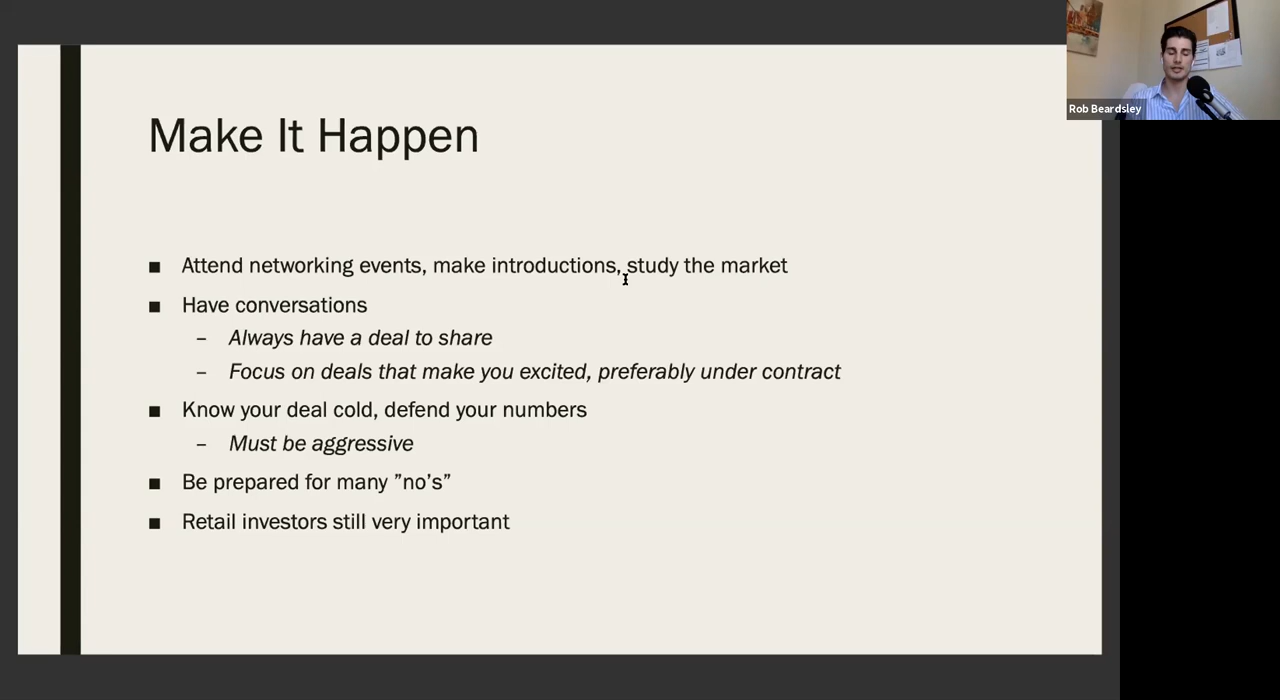 Make It Happen
■ Attend networking events, make introductions, study the market
■ Have conversations
– Always have a deal to share
– Focus on deals that make you excited, preferably under contract
■ Know your deal cold, defend your numbers
– Must be aggressive
■ Be prepared for many ”no’s”
■ Retail investors still very important
Rob Beardsley